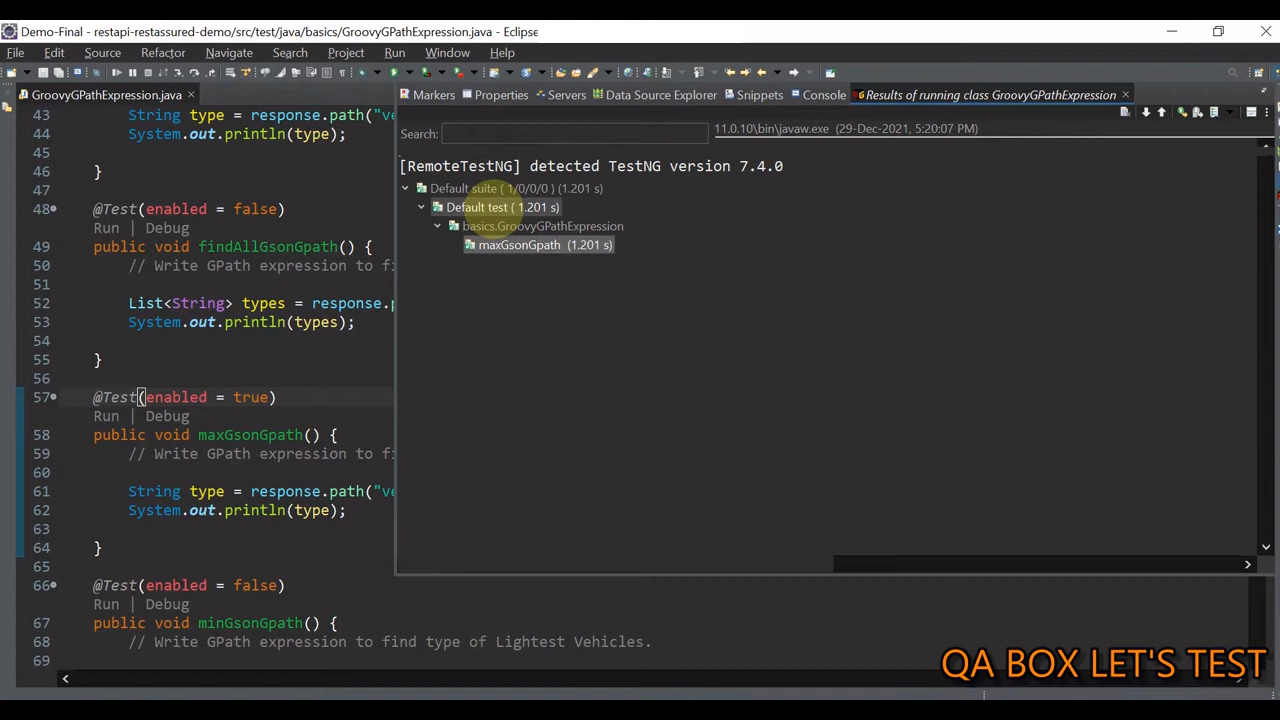 Demo-Final - restapi-restassured-demo/src/test/java/basics/GroovyGPathExpression.java - Eclipse
File Edit Source Refactor Navigate Search Project Run Window Help
GroovyGPathExpression.java
Markers Properties Servers Data Source Explorer Snippets Console Results of running class GroovyGPathExpression
Search:
11.0.10\bin\javaw.exe (29-Dec-2021, 5:20:07 PM)
[RemoteTestNG] detected TestNG version 7.4.0
Default suite ( 1/0/0/0 ) (1.201 s)
Default test ( 1.201 s)
basics.GroovyGPathExpression
maxGsonGpath (1.201 s)
43 String type = response.path("ve
44 System.out.println(type);
45
46 }
47
48 @Test(enabled = false)
Run | Debug
49 public void findAllGsonGpath() {
50 // Write GPath expression to fi
51
52 List<String> types = response.p
53 System.out.println(types);
54
55 }
56
57 @Test(enabled = true)
Run | Debug
58 public void maxGsonGpath() {
59 // Write GPath expression to fi
60
61 String type = response.path("ve
62 System.out.println(type);
63
64 }
65
66 @Test(enabled = false)
Run | Debug
67 public void minGsonGpath() {
68 // Write GPath expression to find type of Lightest Vehicles.
69
QA BOX LET'S TEST